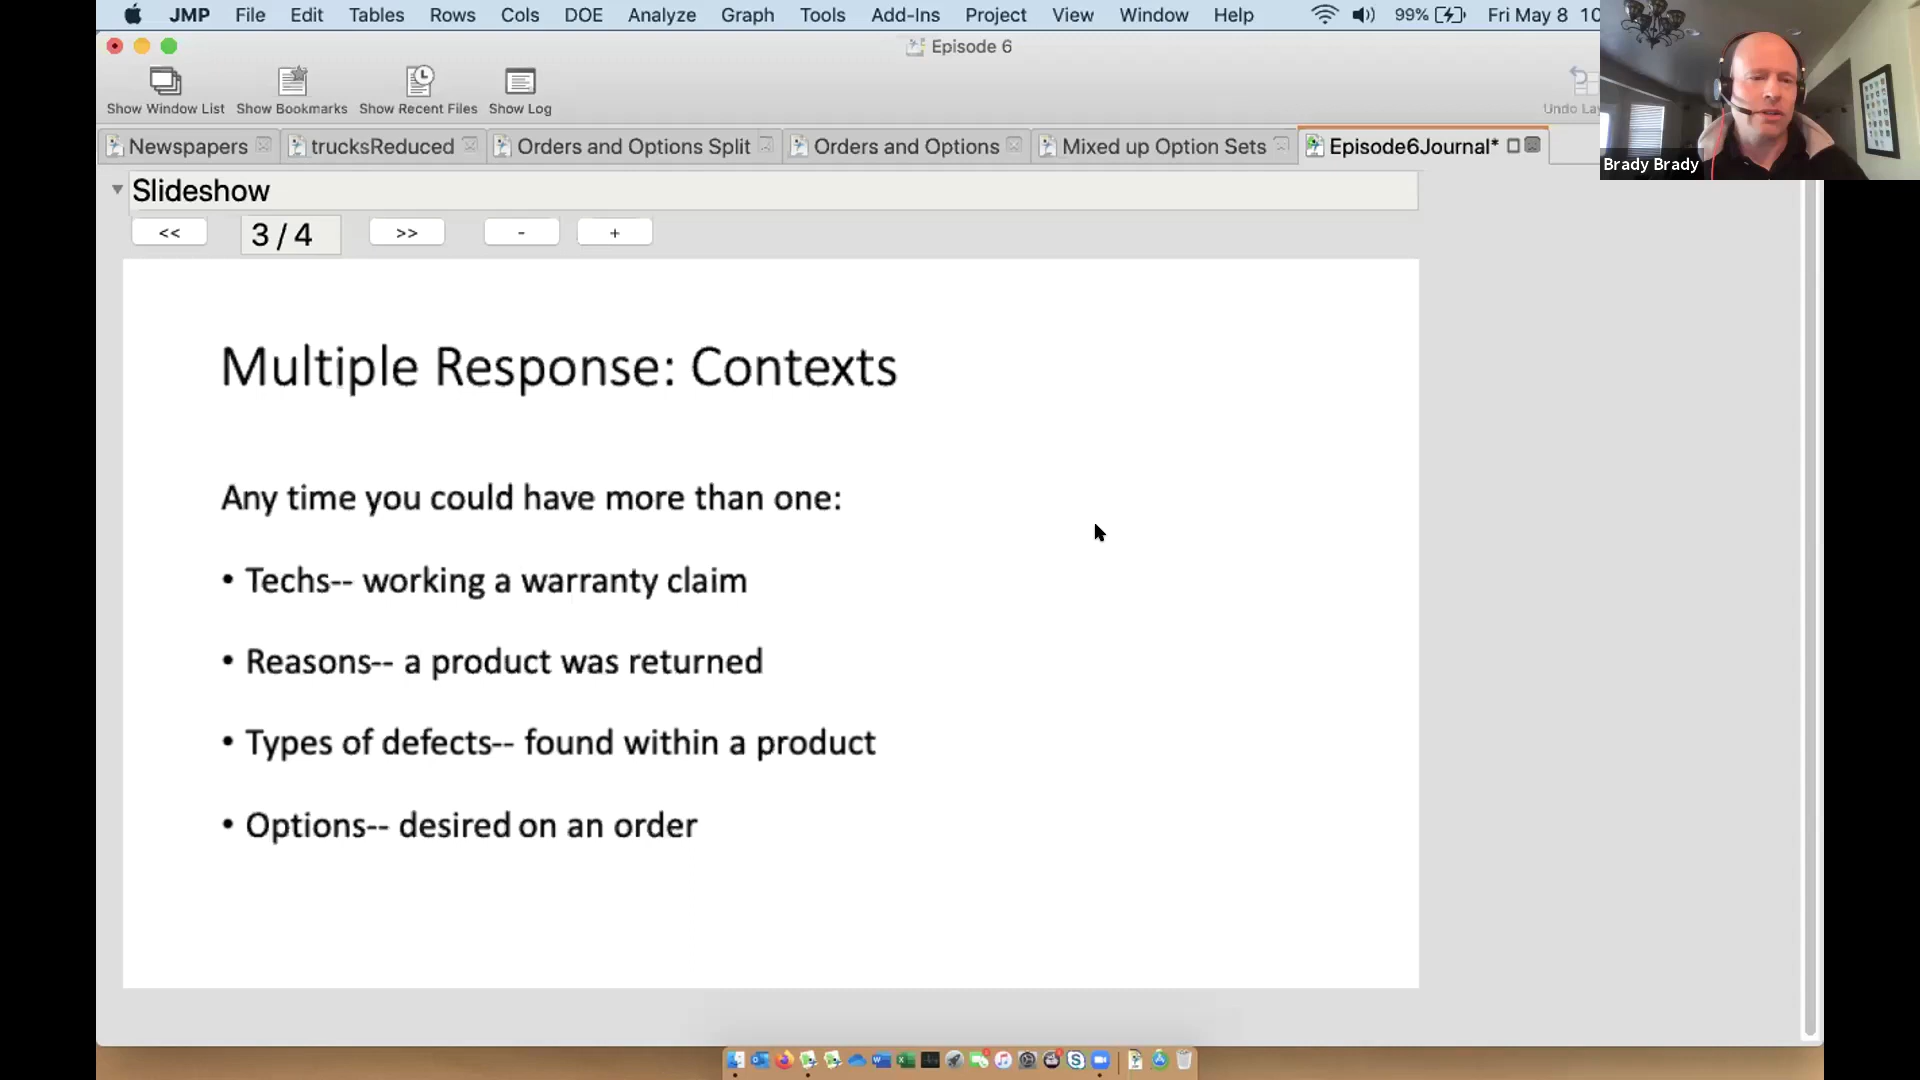 JMP File Edit Tables Rows Cols DOE Analyze Graph Tools Add-Ins Project View Window Help 99% Fri May 8 10
Episode 6
Show Window List Show Bookmarks Show Recent Files Show Log Undo La
Newspapers trucksReduced Orders and Options Split Orders and Options Mixed up Option Sets Episode6Journal*
Brady Brady
Slideshow
<< 3 / 4 >> - +
Multiple Response: Contexts
Any time you could have more than one:
• Techs-- working a warranty claim
• Reasons-- a product was returned
• Types of defects-- found within a product
• Options-- desired on an order